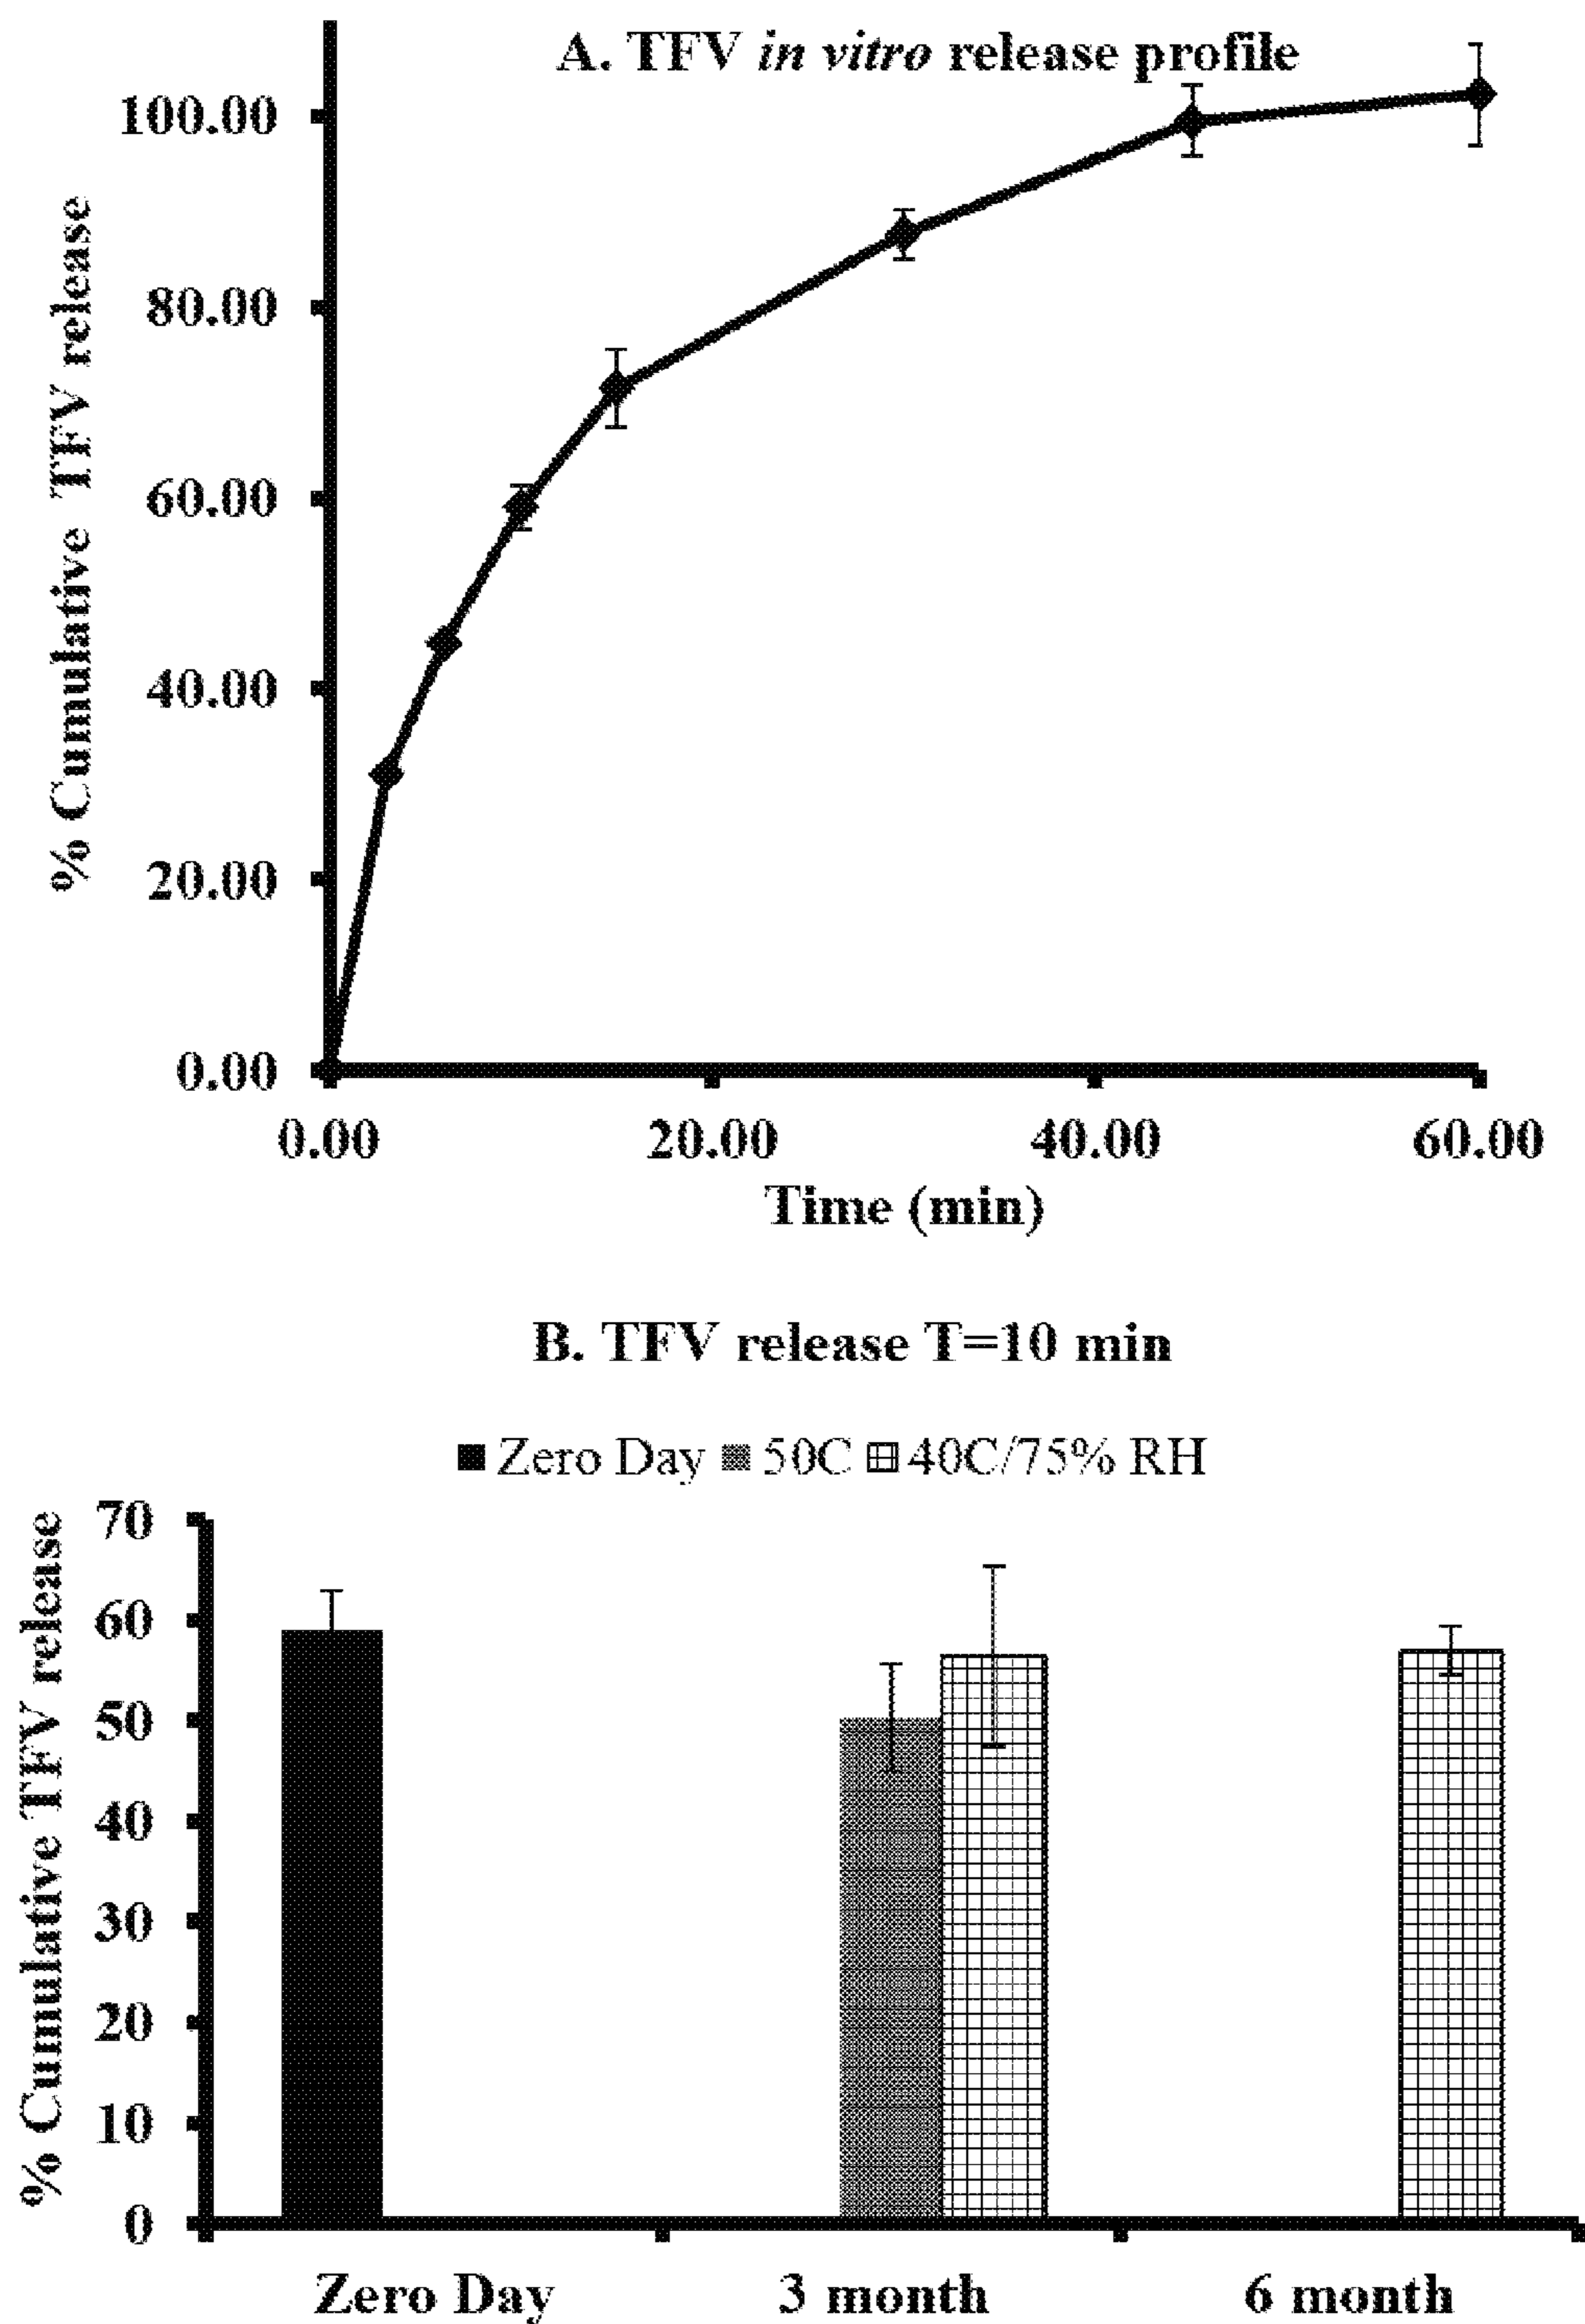 A. TFV in vitro release profile
% Cumulative TFV release
100.00
80.00
60.00
40.00
20.00
0.00
0.00 20.00 40.00 60.00
Time (min)
B. TFV release T=10 min
Zero Day 50C 40C/75% RH
% Cumulative TFV release
70
60
50
40
30
20
10
0
Zero Day 3 month 6 month